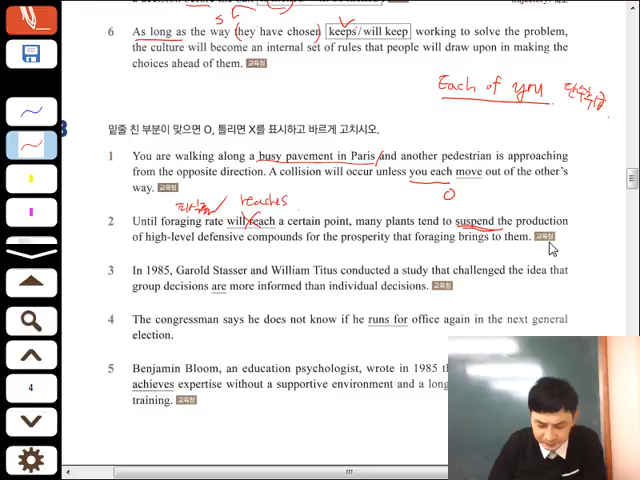 6 As long as the way they have chosen keeps/will keep working to solve the problem,
the culture will become an internal set of rules that people will draw upon in making the
choices ahead of them. 교육청
Each of you 단수취급
밑줄 친 부분이 맞으면 O, 틀리면 X를 표시하고 바르게 고치시오.
1 You are walking along a busy pavement in Paris and another pedestrian is approaching
from the opposite direction. A collision will occur unless you each move out of the other's
way. 교육청
O
reaches
2 Until foraging rate will reach a certain point, many plants tend to suspend the production
of high-level defensive compounds for the prosperity that foraging brings to them. 교육청
3 In 1985, Garold Stasser and William Titus conducted a study that challenged the idea that
group decisions are more informed than individual decisions. 교육청
4 The congressman says he does not know if he runs for office again in the next general
election.
5 Benjamin Bloom, an education psychologist, wrote in 1985
achieves expertise without a supportive environment and a
training. 교육청
4